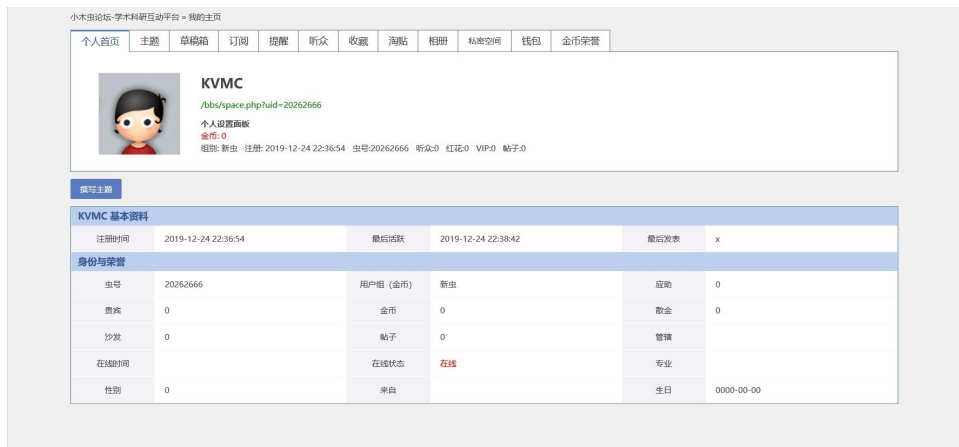 小木虫论坛-学术科研互动平台 » 我的主页
个人首页 主题 草稿箱 订阅 提醒 听众 收藏 淘贴 相册 私密空间 钱包 金币荣誉
KVMC
/bbs/space.php?uid=20262666
个人设置面板
金币: 0
组别: 新虫 注册: 2019-12-24 22:36:54 虫号:20262666 听众:0 红花:0 VIP:0 帖子:0
撰写主题
KVMC 基本资料
注册时间 2019-12-24 22:36:54 最后活跃 2019-12-24 22:38:42 最后发表 x
身份与荣誉
虫号 20262666 用户组 (金币) 新虫 应助 0
贵宾 0 金币 0 散金 0
沙发 0 帖子 0 管辖
在线时间 在线状态 在线 专业
性别 0 来自 生日 0000-00-00